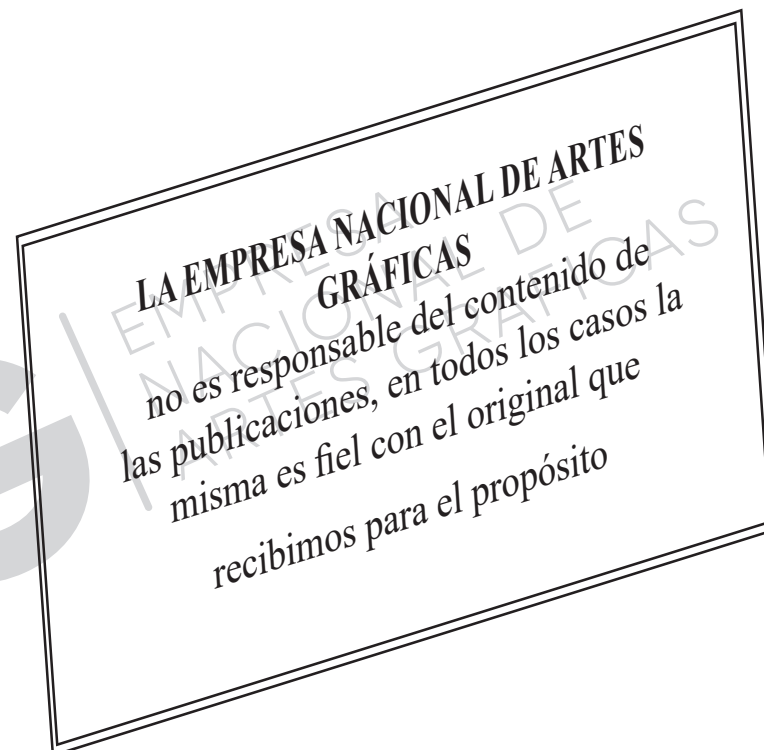 LA EMPRESA NACIONAL DE ARTES
GRÁFICAS
no es responsable del contenido de
las publicaciones, en todos los casos la
misma es fiel con el original que
recibimos para el propósito
EMPRESA
NACIONAL DE
ARTES GRÁFICAS